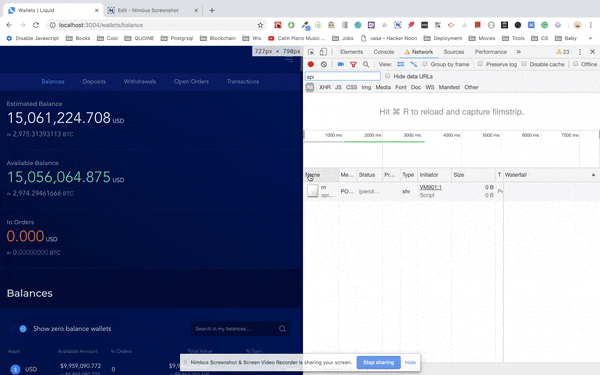 Wallets | Liquid
Edit - Nimbus Screenshot
localhost:3004/wallets/balance
Disable Javascript
Books
Cool
QUOINE
Postgrsql
Blockchain
Wix
Calm Piano Music ...
Jobs
vasa – Hacker Noon
Deployment
Movies
Tools
Baby
727px × 790px
Balances
Deposits
Withdrawals
Open Orders
Transactions
Estimated Balance
15,061,224.708 USD
≈ 2,975.31393113 BTC
Available Balance
15,056,064.875 USD
≈ 2,974.29461666 BTC
In Orders
0.000 USD
≈ 0.00000000 BTC
Balances
Show zero balance wallets
Search in my balances...
Asset
Available Amount
In Orders
Total Value
% Gain
USD
$9,959,090.772
0
Elements
Console
Network
Sources
Performance
»
23
View:
Group by frame
Preserve log
Disable cache
Offline
api
Hide data URLs
All
XHR
JS
CSS
Img
Media
Font
Doc
WS
Manifest
Other
Hit ⌘ R to reload and capture filmstrip.
1000 ms
2000 ms
3000 ms
4000 ms
5000 ms
6000 ms
7000 ms
Name
Me...
Status
Pr...
Type
Initiator
Size
T
Waterfall
m
api...
PO...
(pendi...
xhr
VM901:1
Script
0 B
0 B
Nimbus Screenshot & Screen Video Recorder is sharing your screen.
Stop sharing
Hide